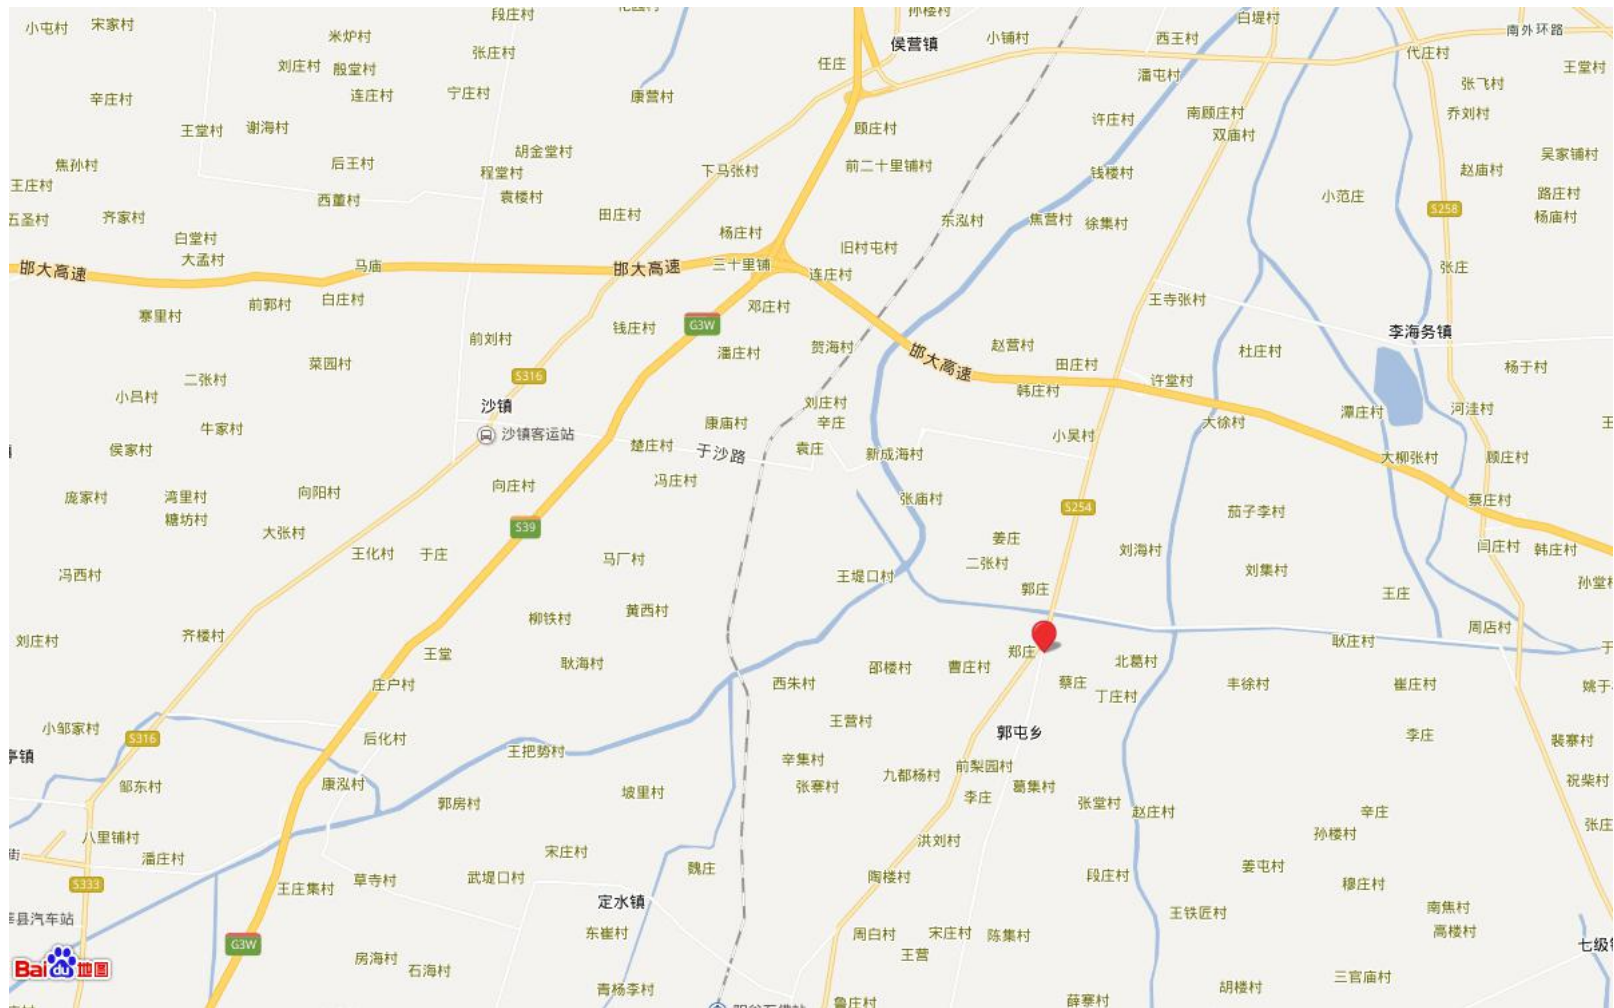 段庄村
孙楼村
白堤村
小屯村
宋家村
米炉村
侯营镇
小铺村
西王村
南外环路
张庄村
代庄村
刘庄村
殷堂村
任庄
潘屯村
王堂村
张飞村
辛庄村
连庄村
宁庄村
康营村
许庄村
南顾庄村
乔刘村
王堂村
谢海村
顾庄村
双庙村
胡金堂村
吴家铺村
焦孙村
后王村
程堂村
下马张村
前二十里铺村
钱楼村
赵庙村
王庄村
西董村
袁楼村
小范庄
路庄村
五圣村
齐家村
田庄村
东泓村
焦营村
徐集村
S258
杨庙村
白堂村
杨庄村
旧村屯村
大孟村
邯大高速
马庙
邯大高速
三十里铺
连庄村
张庄
前郭村
白庄村
邓庄村
王寺张村
寨里村
前刘村
钱庄村
G3W
李海务镇
潘庄村
贺海村
邯大高速
赵营村
杜庄村
菜园村
田庄村
杨于村
二张村
S316
韩庄村
许堂村
小吕村
沙镇
刘庄村
潭庄村
河洼村
牛家村
沙镇客运站
康庙村
辛庄
大徐村
侯家村
楚庄村
于沙路
袁庄
新成海村
小吴村
大柳张村
顾庄村
庞家村
湾里村
向阳村
向庄村
冯庄村
张庙村
蔡庄村
糖坊村
S39
S254
茄子李村
大张村
王化村
于庄
马厂村
姜庄
二张村
刘海村
闫庄村
韩庄村
冯西村
王堤口村
郭庄
刘集村
王庄
孙堂村
柳铁村
黄西村
刘庄村
齐楼村
周店村
王堂
耿海村
郑庄
耿庄村
邵楼村
曹庄村
北葛村
庄户村
西朱村
蔡庄
丁庄村
丰徐村
崔庄村
小邹家村
S316
后化村
王把势村
王营村
郭屯乡
李庄
裴寨村
辛集村
邹东村
康泓村
郭房村
坡里村
张寨村
九都杨村
前梨园村
李庄
葛集村
张堂村
赵庄村
祝柴村
辛庄
八里铺村
洪刘村
孙楼村
街
潘庄村
宋庄村
魏庄
姜屯村
S333
王庄集村
草寺村
武堤口村
陶楼村
段庄村
穆庄村
定水镇
王铁匠村
南焦村
县汽车站
东崔村
周白村
宋庄村
陈集村
高楼村
G3W
七级
Bai du 地图
房海村
石海村
王营
三官庙村
青杨李村
胡楼村
薛寨村
鲁庄村